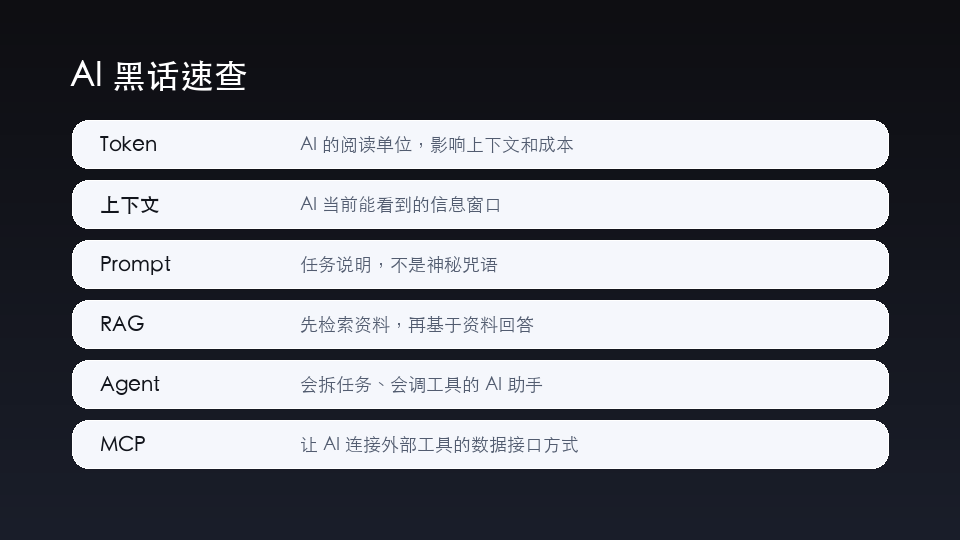 AI 黑话速查
Token
AI 的阅读单位，影响上下文和成本
上下文
AI 当前能看到的信息窗口
Prompt
任务说明，不是神秘咒语
RAG
先检索资料，再基于资料回答
Agent
会拆任务、会调工具的 AI 助手
MCP
让 AI 连接外部工具的数据接口方式